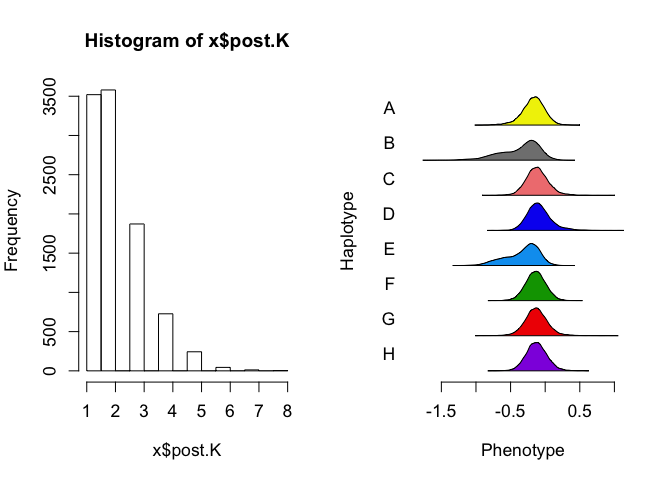 Histogram of x$post.K
Frequency
0
500
1500
2500
3500
1 2 3 4 5 6 7 8
x$post.K
Haplotype
A
B
C
D
E
F
G
H
-1.5 -0.5 0.5
Phenotype